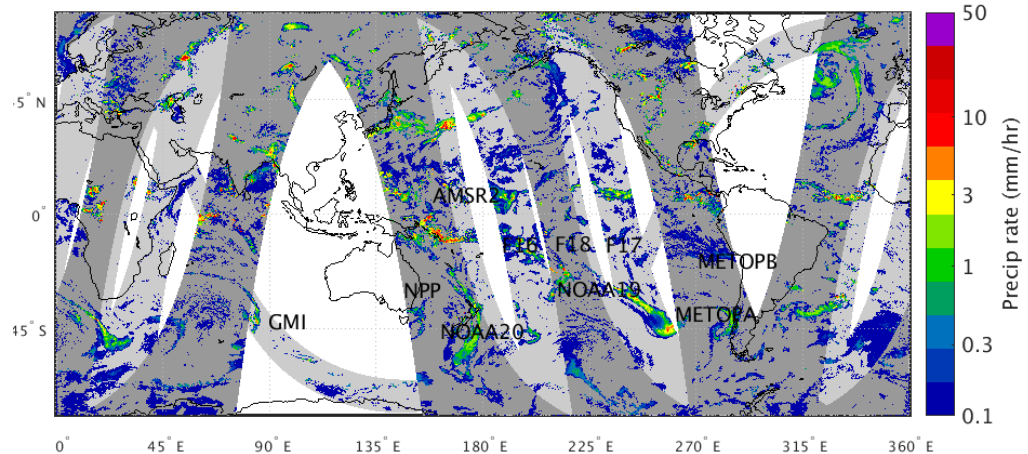 50
10
3
1
0.3
0.1
Precip rate (mm/hr)
-5° N
0°
45° S
AMSR2
F16
F18
F17
METOPB
NPP
NOAA19
GMI
NOAA20
METOPA
0° 45° E 90° E 135° E 180° E 225° E 270° E 315° E 360° E